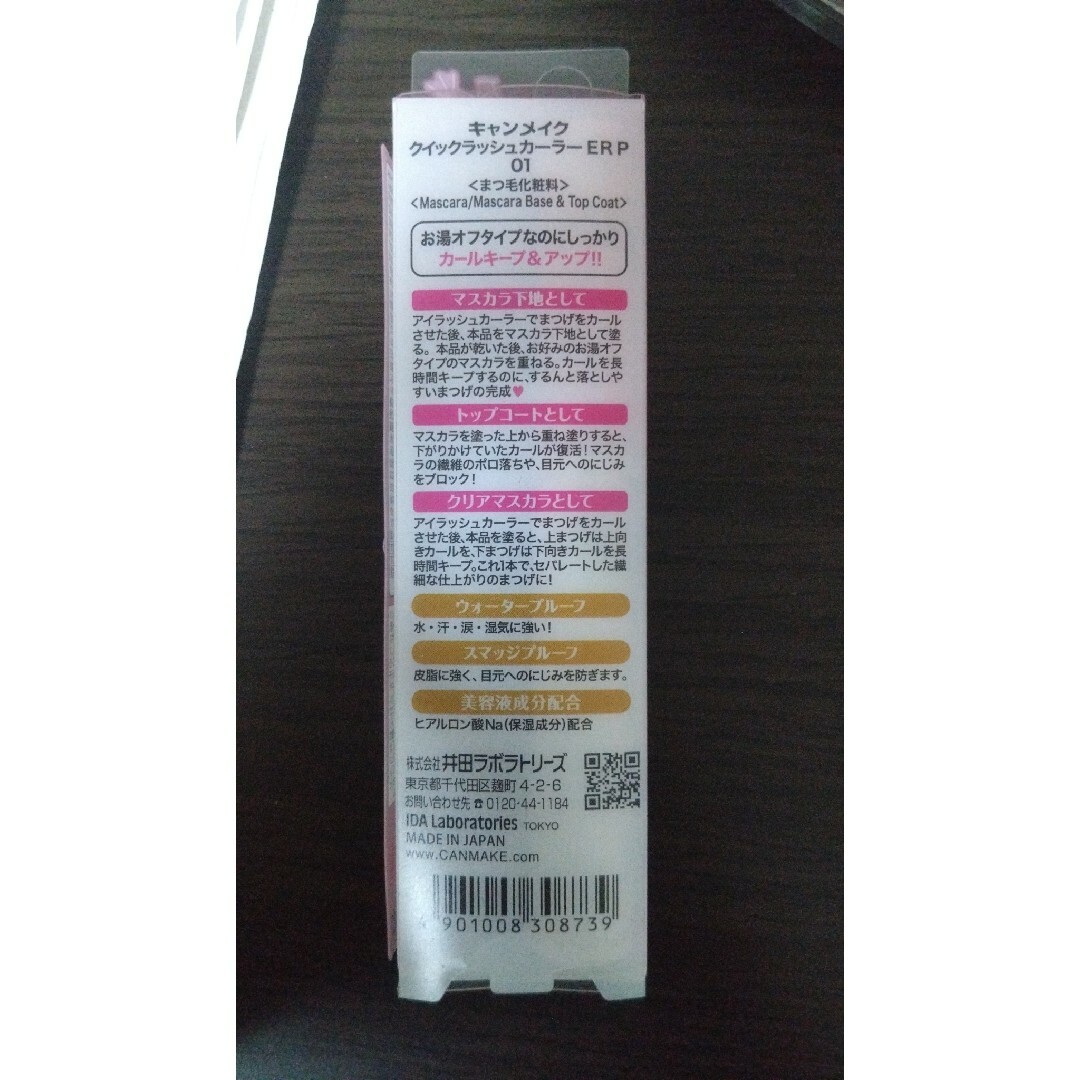 キャンメイク
クイックラッシュカーラー ER P
01
<まつ毛化粧料>
<Mascara/Mascara Base & Top Coat>
お湯オフタイプなのにしっかり
カールキープ&アップ!!
マスカラ下地として
アイラッシュカーラーでまつげをカール
させた後、本品をマスカラ下地として塗
る。本品が乾いた後、お好みのお湯オフ
タイプのマスカラを重ねる。カールを長
時間キープするのに、するんと落としや
すいまつげの完成♥
トップコートとして
マスカラを塗った上から重ね塗りすると、
下がりかけていたカールが復活!マスカ
ラの繊維のポロ落ちや、目元へのにじみ
をブロック!
クリアマスカラとして
アイラッシュカーラーでまつげをカール
させた後、本品を塗ると、上まつげは上向
きカールを、下まつげは下向きカールを長
時間キープ。これ1本で、セパレートした繊
細な仕上がりのまつげに!
ウォータープルーフ
水・汗・涙・湿気に強い!
スマッジプルーフ
皮脂に強く、目元へのにじみを防ぎます。
美容液成分配合
ヒアルロン酸Na(保湿成分)配合
株式会社 井田ラボラトリーズ
東京都千代田区麹町4-2-6
お問い合わせ先 ☎0120-44-1184
IDA Laboratories TOKYO
MADE IN JAPAN
www.CANMAKE.com
901008 308739